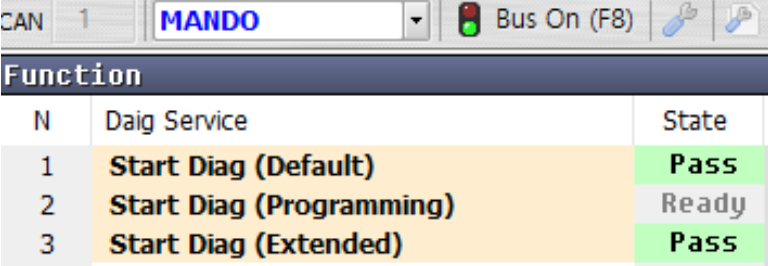 CAN 1 MANDO Bus On (F8)
Function
N Daig Service State
1 Start Diag (Default) Pass
2 Start Diag (Programming) Ready
3 Start Diag (Extended) Pass